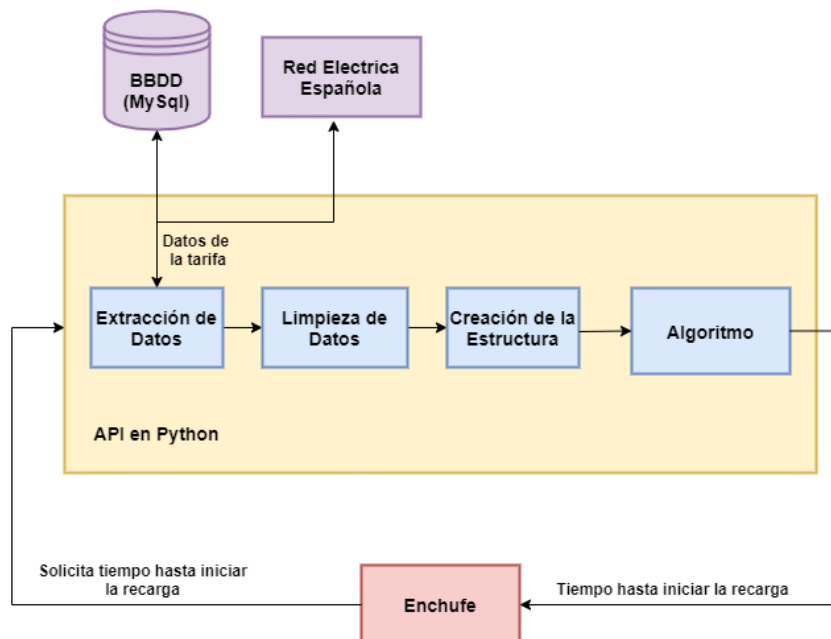 BBDD
(MySql)
Red Electrica
Española
Datos de
la tarifa
Extracción de
Datos
Limpieza de
Datos
Creación de la
Estructura
Algoritmo
API en Python
Solicita tiempo hasta iniciar
la recarga
Enchufe
Tiempo hasta iniciar la recarga